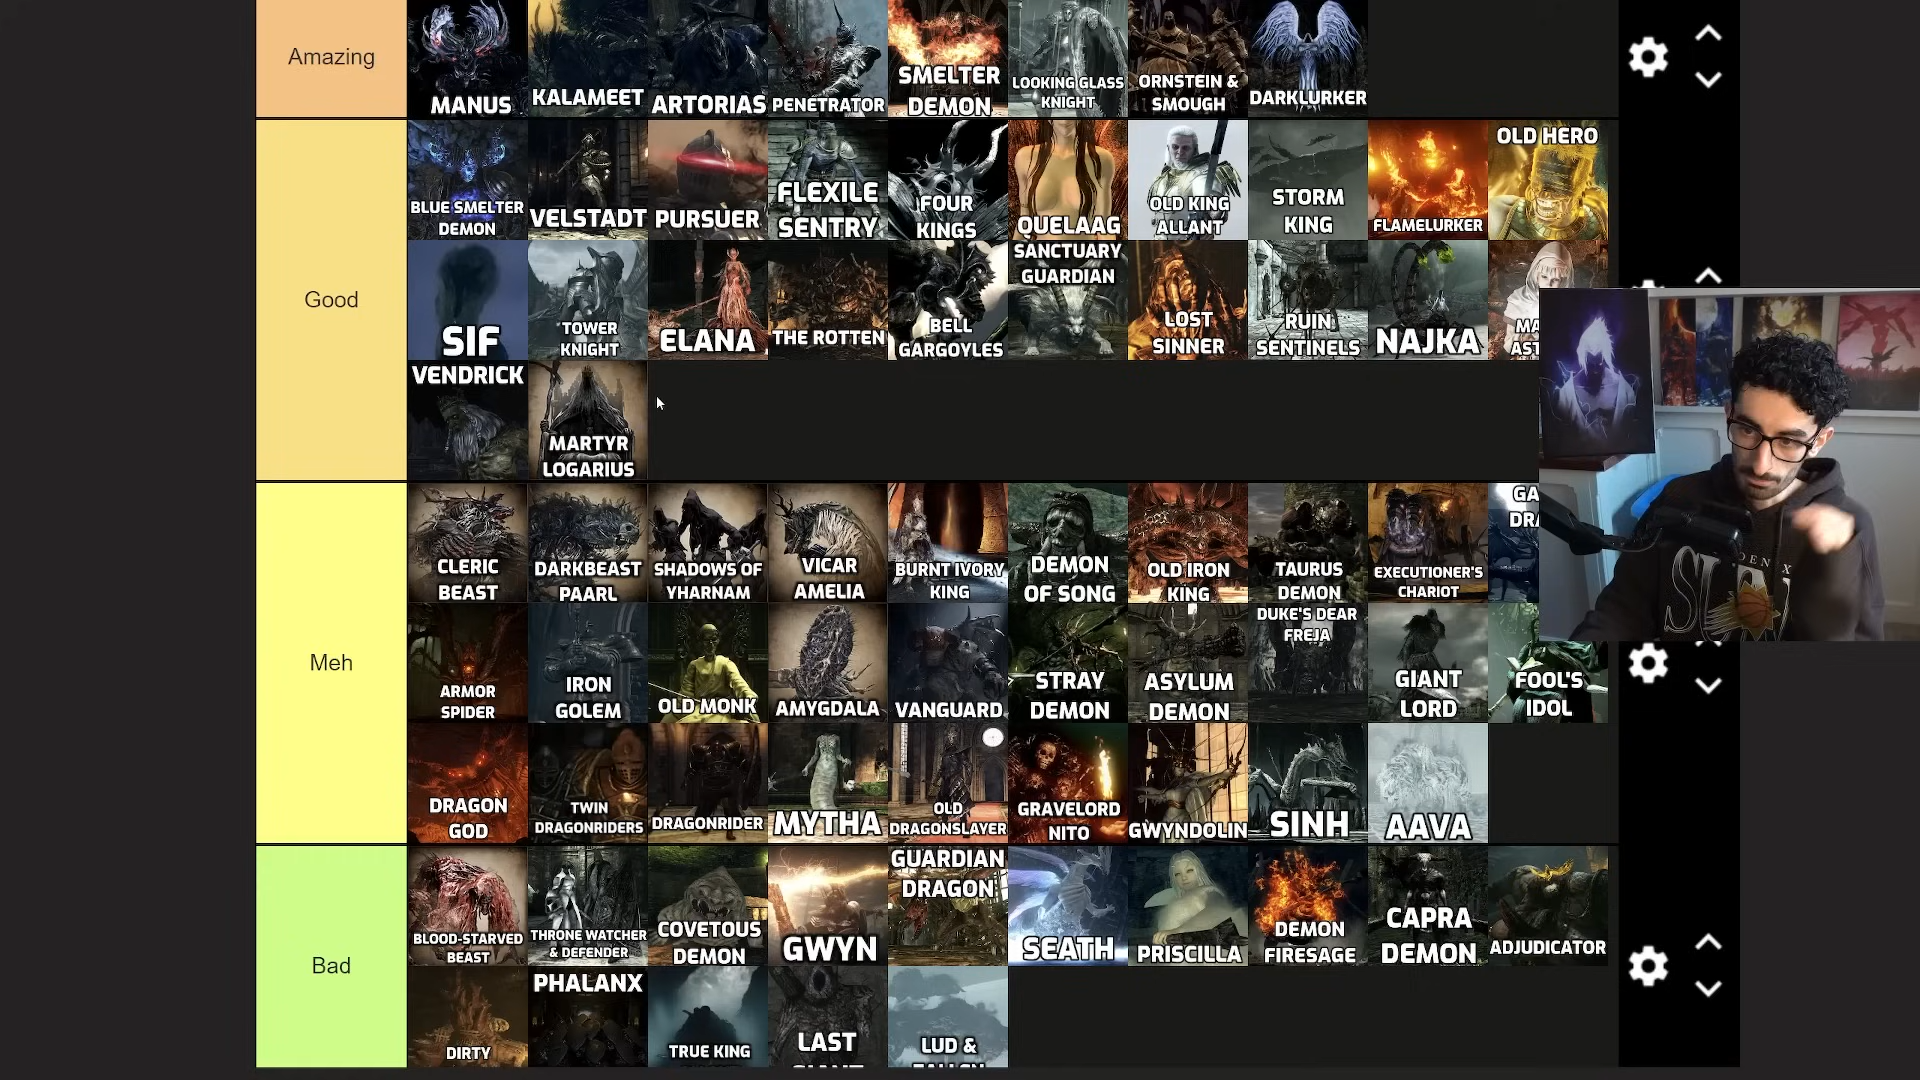 Amazing
MANUS
KALAMEET
ARTORIAS
PENETRATOR
SMELTER
DEMON
LOOKING GLASS
KNIGHT
ORNSTEIN &
SMOUGH
DARKLURKER
Good
BLUE SMELTER
DEMON
VELSTADT
PURSUER
FLEXILE
SENTRY
FOUR
KINGS
QUELAAG
OLD KING
ALLANT
STORM
KING
FLAMELURKER
OLD HERO
SIF
TOWER
KNIGHT
ELANA
THE ROTTEN
BELL
GARGOYLES
SANCTUARY
GUARDIAN
LOST
SINNER
RUIN
SENTINELS
NAJKA
MA
AST
VENDRICK
MARTYR
LOGARIUS
Meh
CLERIC
BEAST
DARKBEAST
PAARL
SHADOWS OF
YHARNAM
VICAR
AMELIA
BURNT IVORY
KING
DEMON
OF SONG
OLD IRON
KING
TAURUS
DEMON
EXECUTIONER'S
CHARIOT
GA
DRA
ARMOR
SPIDER
IRON
GOLEM
OLD MONK
AMYGDALA
VANGUARD
STRAY
DEMON
ASYLUM
DEMON
DUKE'S DEAR
FREJA
GIANT
LORD
FOOL'S
IDOL
DRAGON
GOD
TWIN
DRAGONRIDERS
DRAGONRIDER
MYTHA
OLD
DRAGONSLAYER
GRAVELORD
NITO
GWYNDOLIN
SINH
AAVA
Bad
BLOOD-STARVED
BEAST
THRONE WATCHER
& DEFENDER
COVETOUS
DEMON
GWYN
GUARDIAN
DRAGON
SEATH
PRISCILLA
DEMON
FIRESAGE
CAPRA
DEMON
ADJUDICATOR
DIRTY
PHALANX
TRUE KING
LAST
LUD &